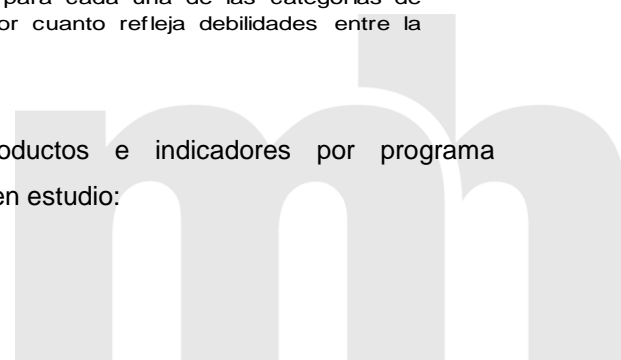 para cada una de las categorías de
or cuanto refleja debilidades entre la
oductos e indicadores por programa
en estudio:
mh